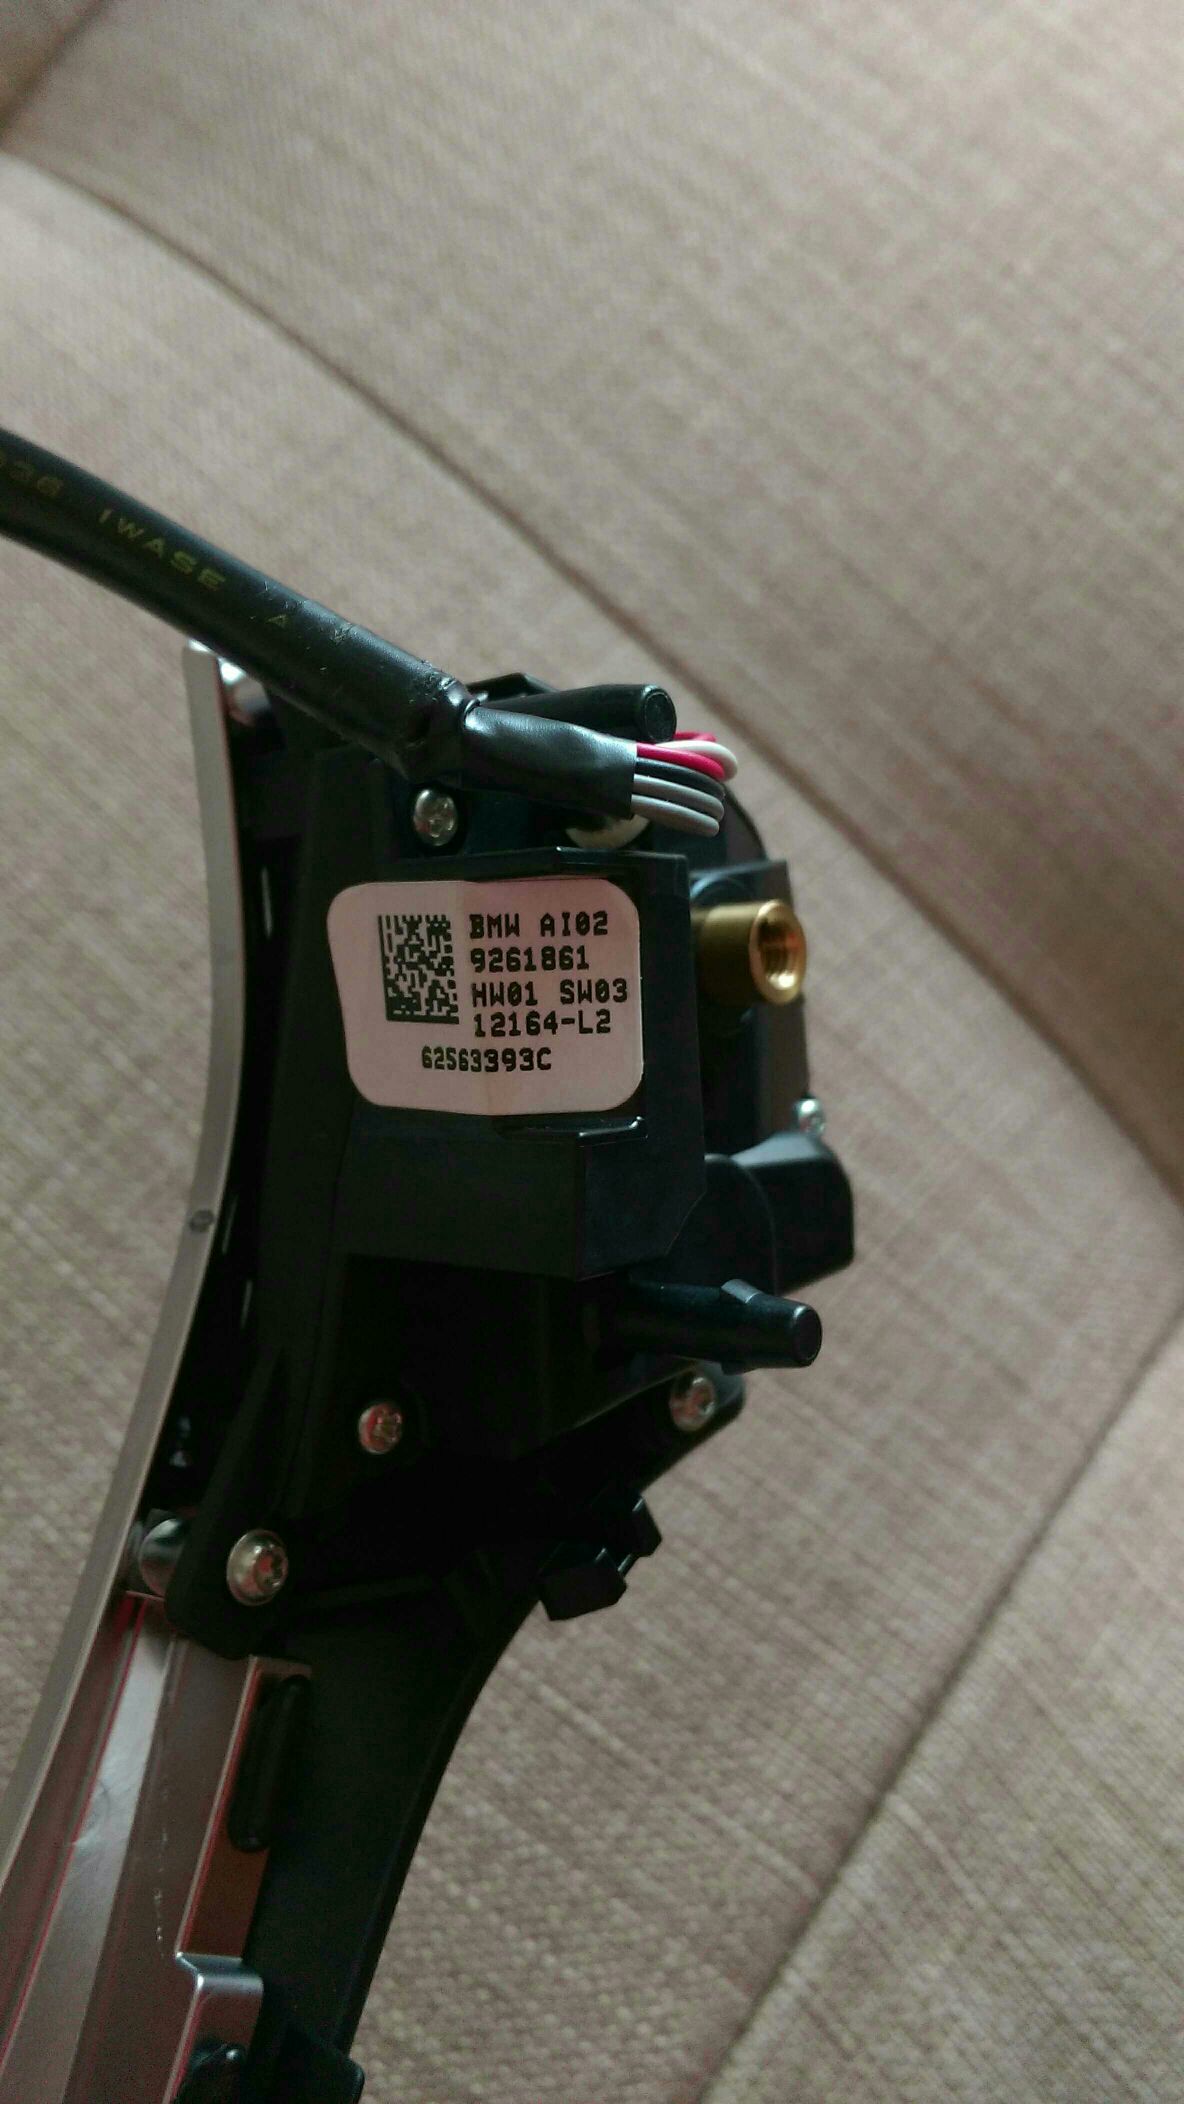 IWASE
BMW AI02
9261861
HW01 SW03
12164-L2
62563393C